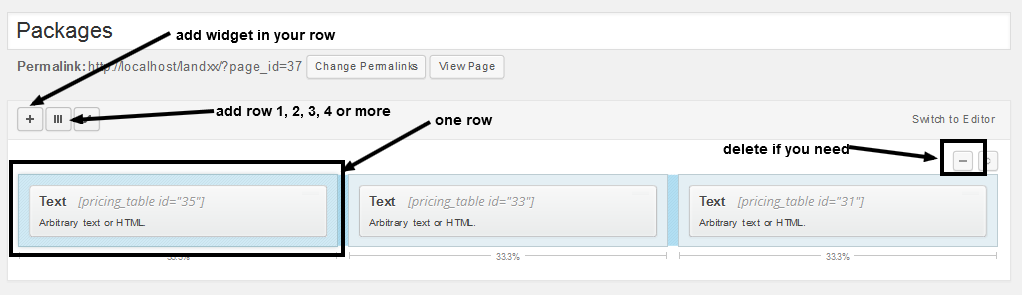 Packages
add widget in your row
Permalink: http://localhost/landxx/?page_id=37 Change Permalinks View Page
add row 1, 2, 3, 4 or more
one row
Switch to Editor
delete if you need
Text [pricing_table id="35"] Text [pricing_table id="33"] Text [pricing_table id="31"]
Arbitrary text or HTML. Arbitrary text or HTML. Arbitrary text or HTML.
33.3% 33.3% 33.3%